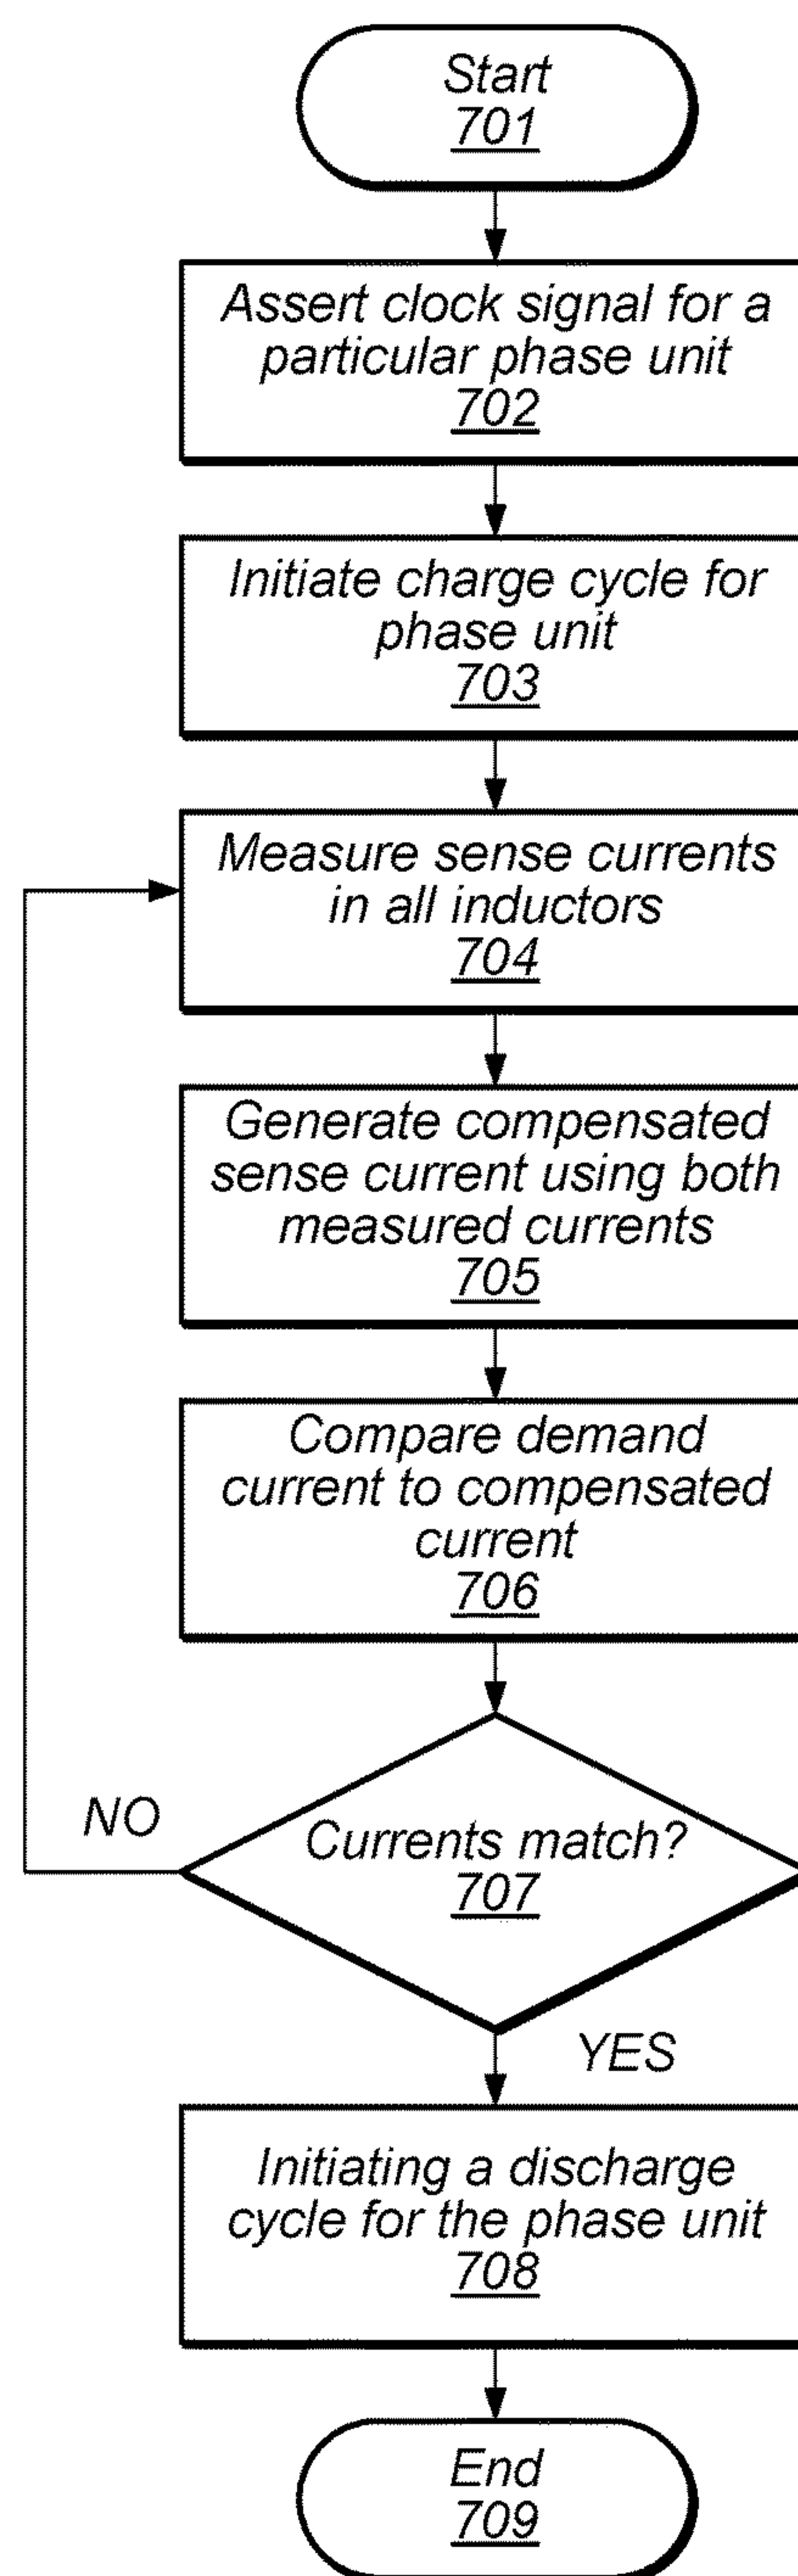 Start
701
Assert clock signal for a
particular phase unit
702
Initiate charge cycle for
phase unit
703
Measure sense currents
in all inductors
704
Generate compensated
sense current using both
measured currents
705
Compare demand
current to compensated
current
706
NO
Currents match?
707
YES
Initiating a discharge
cycle for the phase unit
708
End
709